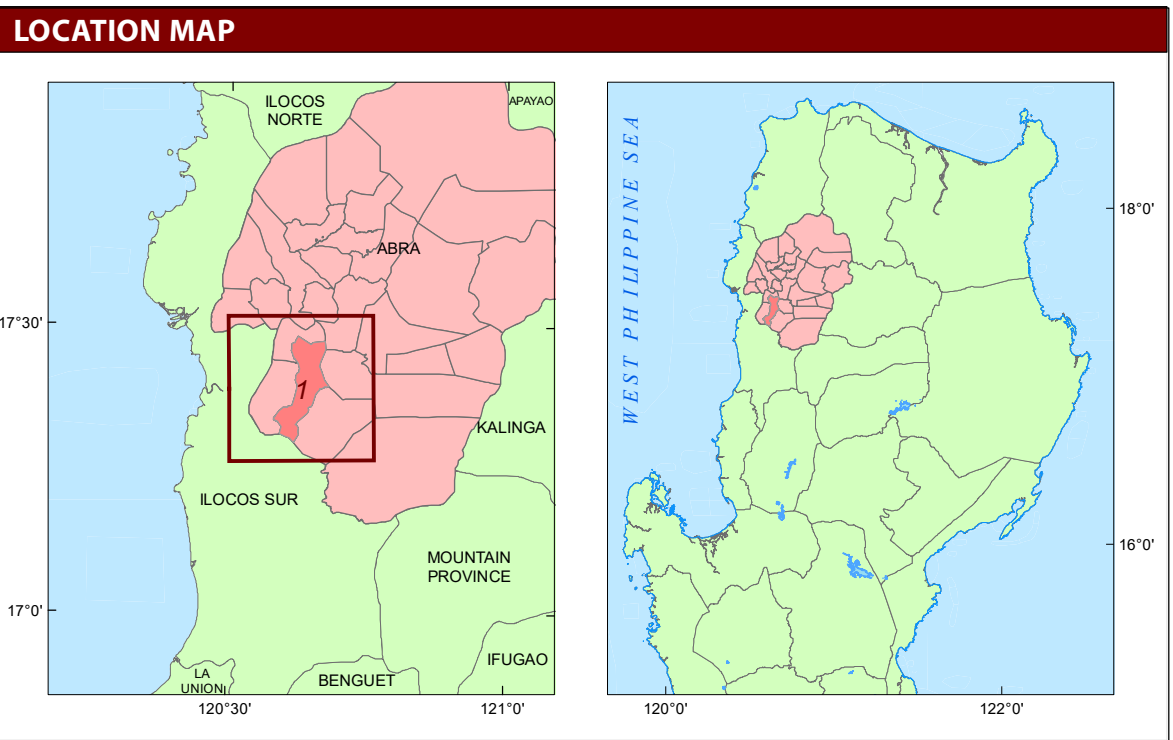 LOCATION MAP
ILOCOS
NORTE
APAYAO
ABRA
17°30'
1
KALINGA
ILOCOS SUR
MOUNTAIN
PROVINCE
17°0'
IFUGAO
LA
UNION
BENGUET
120°30'
121°0'
WEST PHILIPPINE SEA
18°0'
16°0'
120°0'
122°0'